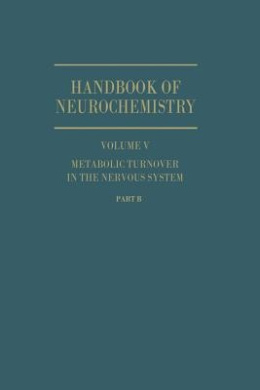 HANDBOOK OF
NEUROCHEMISTRY
VOLUME V
METABOLIC TURNOVER
IN THE NERVOUS SYSTEM
PART B